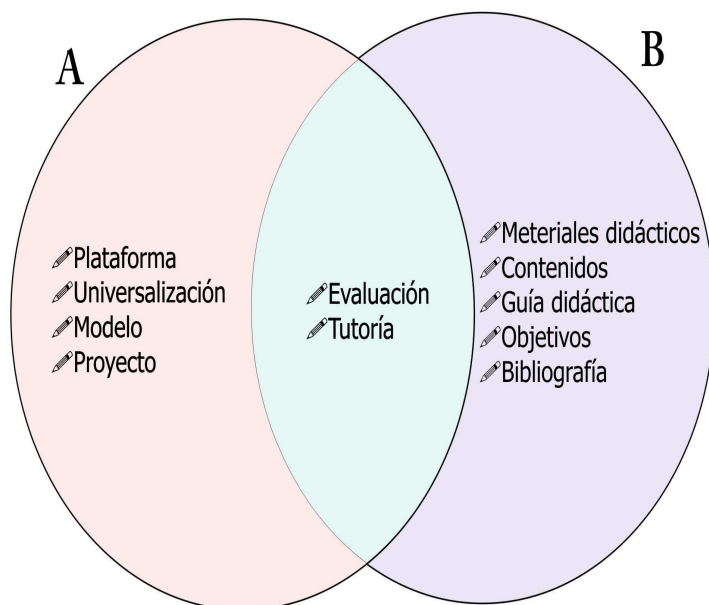 A
B
Plataforma
Universalización
Modelo
Proyecto
Evaluación
Tutoría
Meteriales didácticos
Contenidos
Guía didáctica
Objetivos
Bibliografía